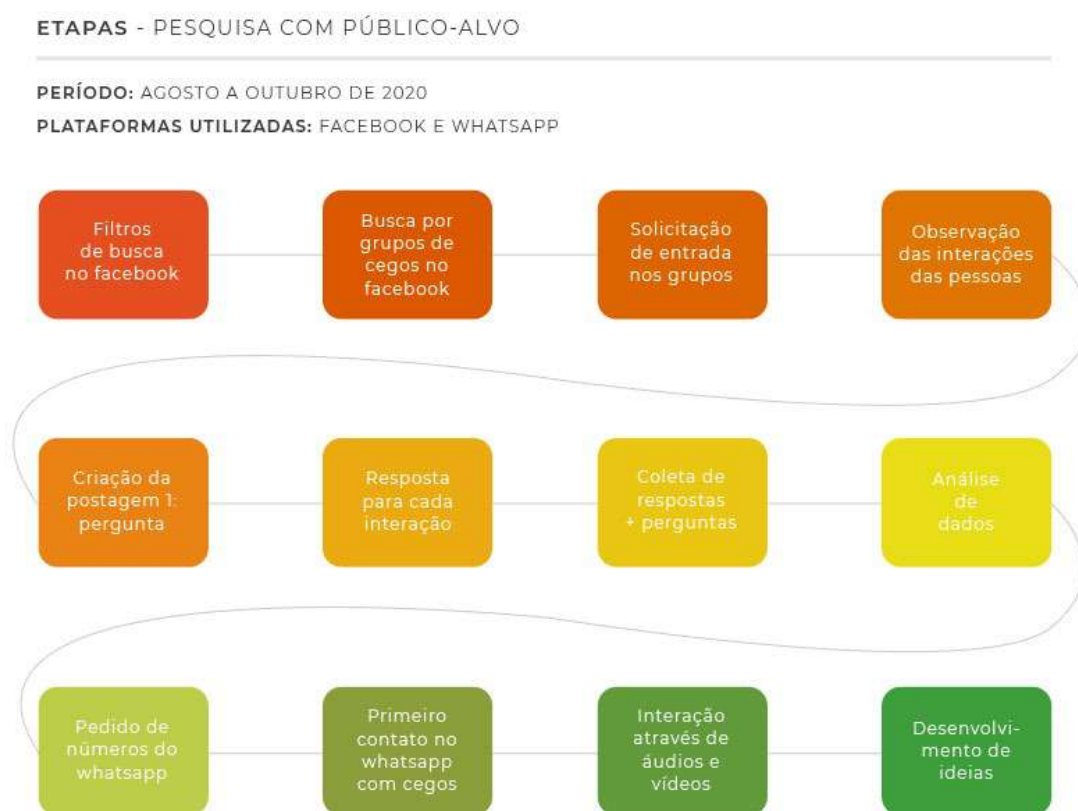 ETAPAS - PESQUISA COM PÚBLICO-ALVO
PERÍODO: AGOSTO A OUTUBRO DE 2020
PLATAFORMAS UTILIZADAS: FACEBOOK E WHATSAPP
Filtros
de busca
no facebook
Busca por
grupos de
cegos no
facebook
Solicitação
de entrada
nos grupos
Observação
das interações
das pessoas
Criação da
postagem 1:
pergunta
Resposta
para cada
interação
Coleta de
respostas
+ perguntas
Análise
de
dados
Pedido de
números do
whatsapp
Primeiro
contato no
whatsapp
com cegos
Interação
através de
áudios e
vídeos
Desenvolvi-
mento de
ideias